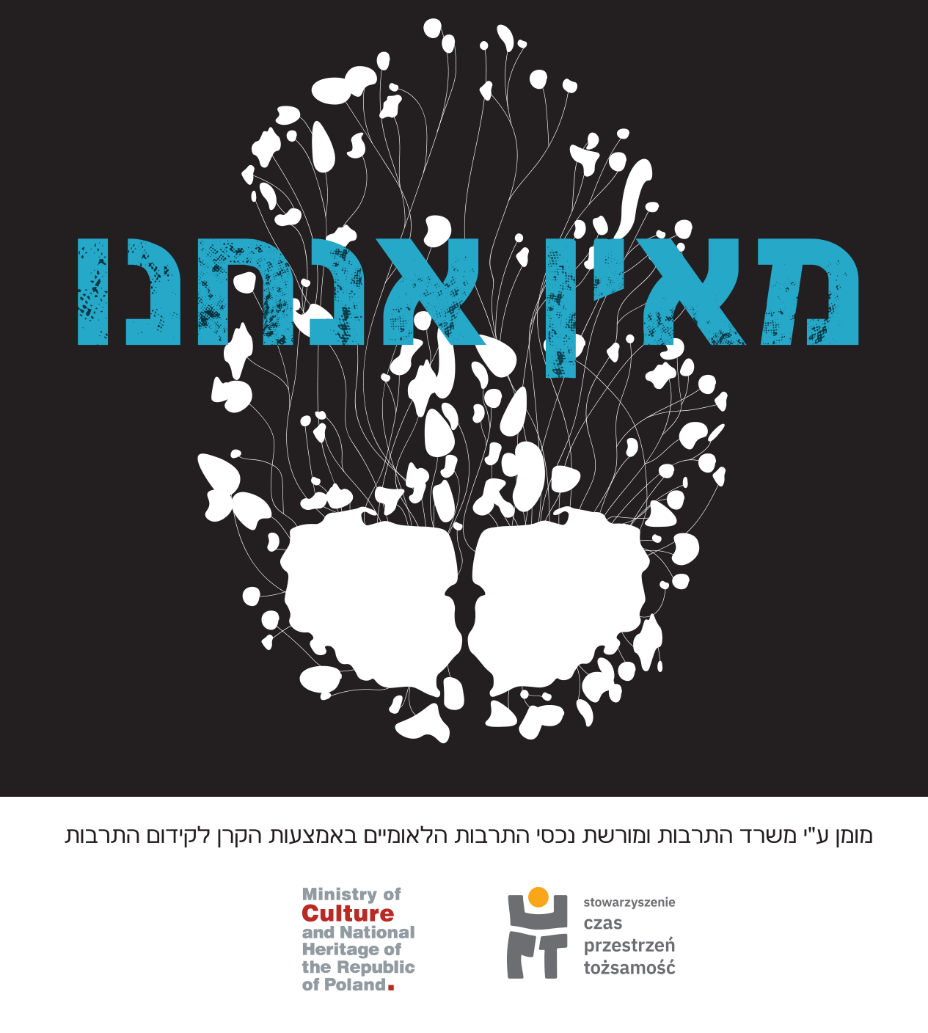 מאין אנחנו
מומן ע"י משרד התרבות ומורשת נכסי התרבות הלאומיים באמצעות הקרן לקידום התרבות
Ministry of
Culture
and National
Heritage of
the Republic
of Poland.
stowarzyszenie
czas
przestrzeń
tożsamość